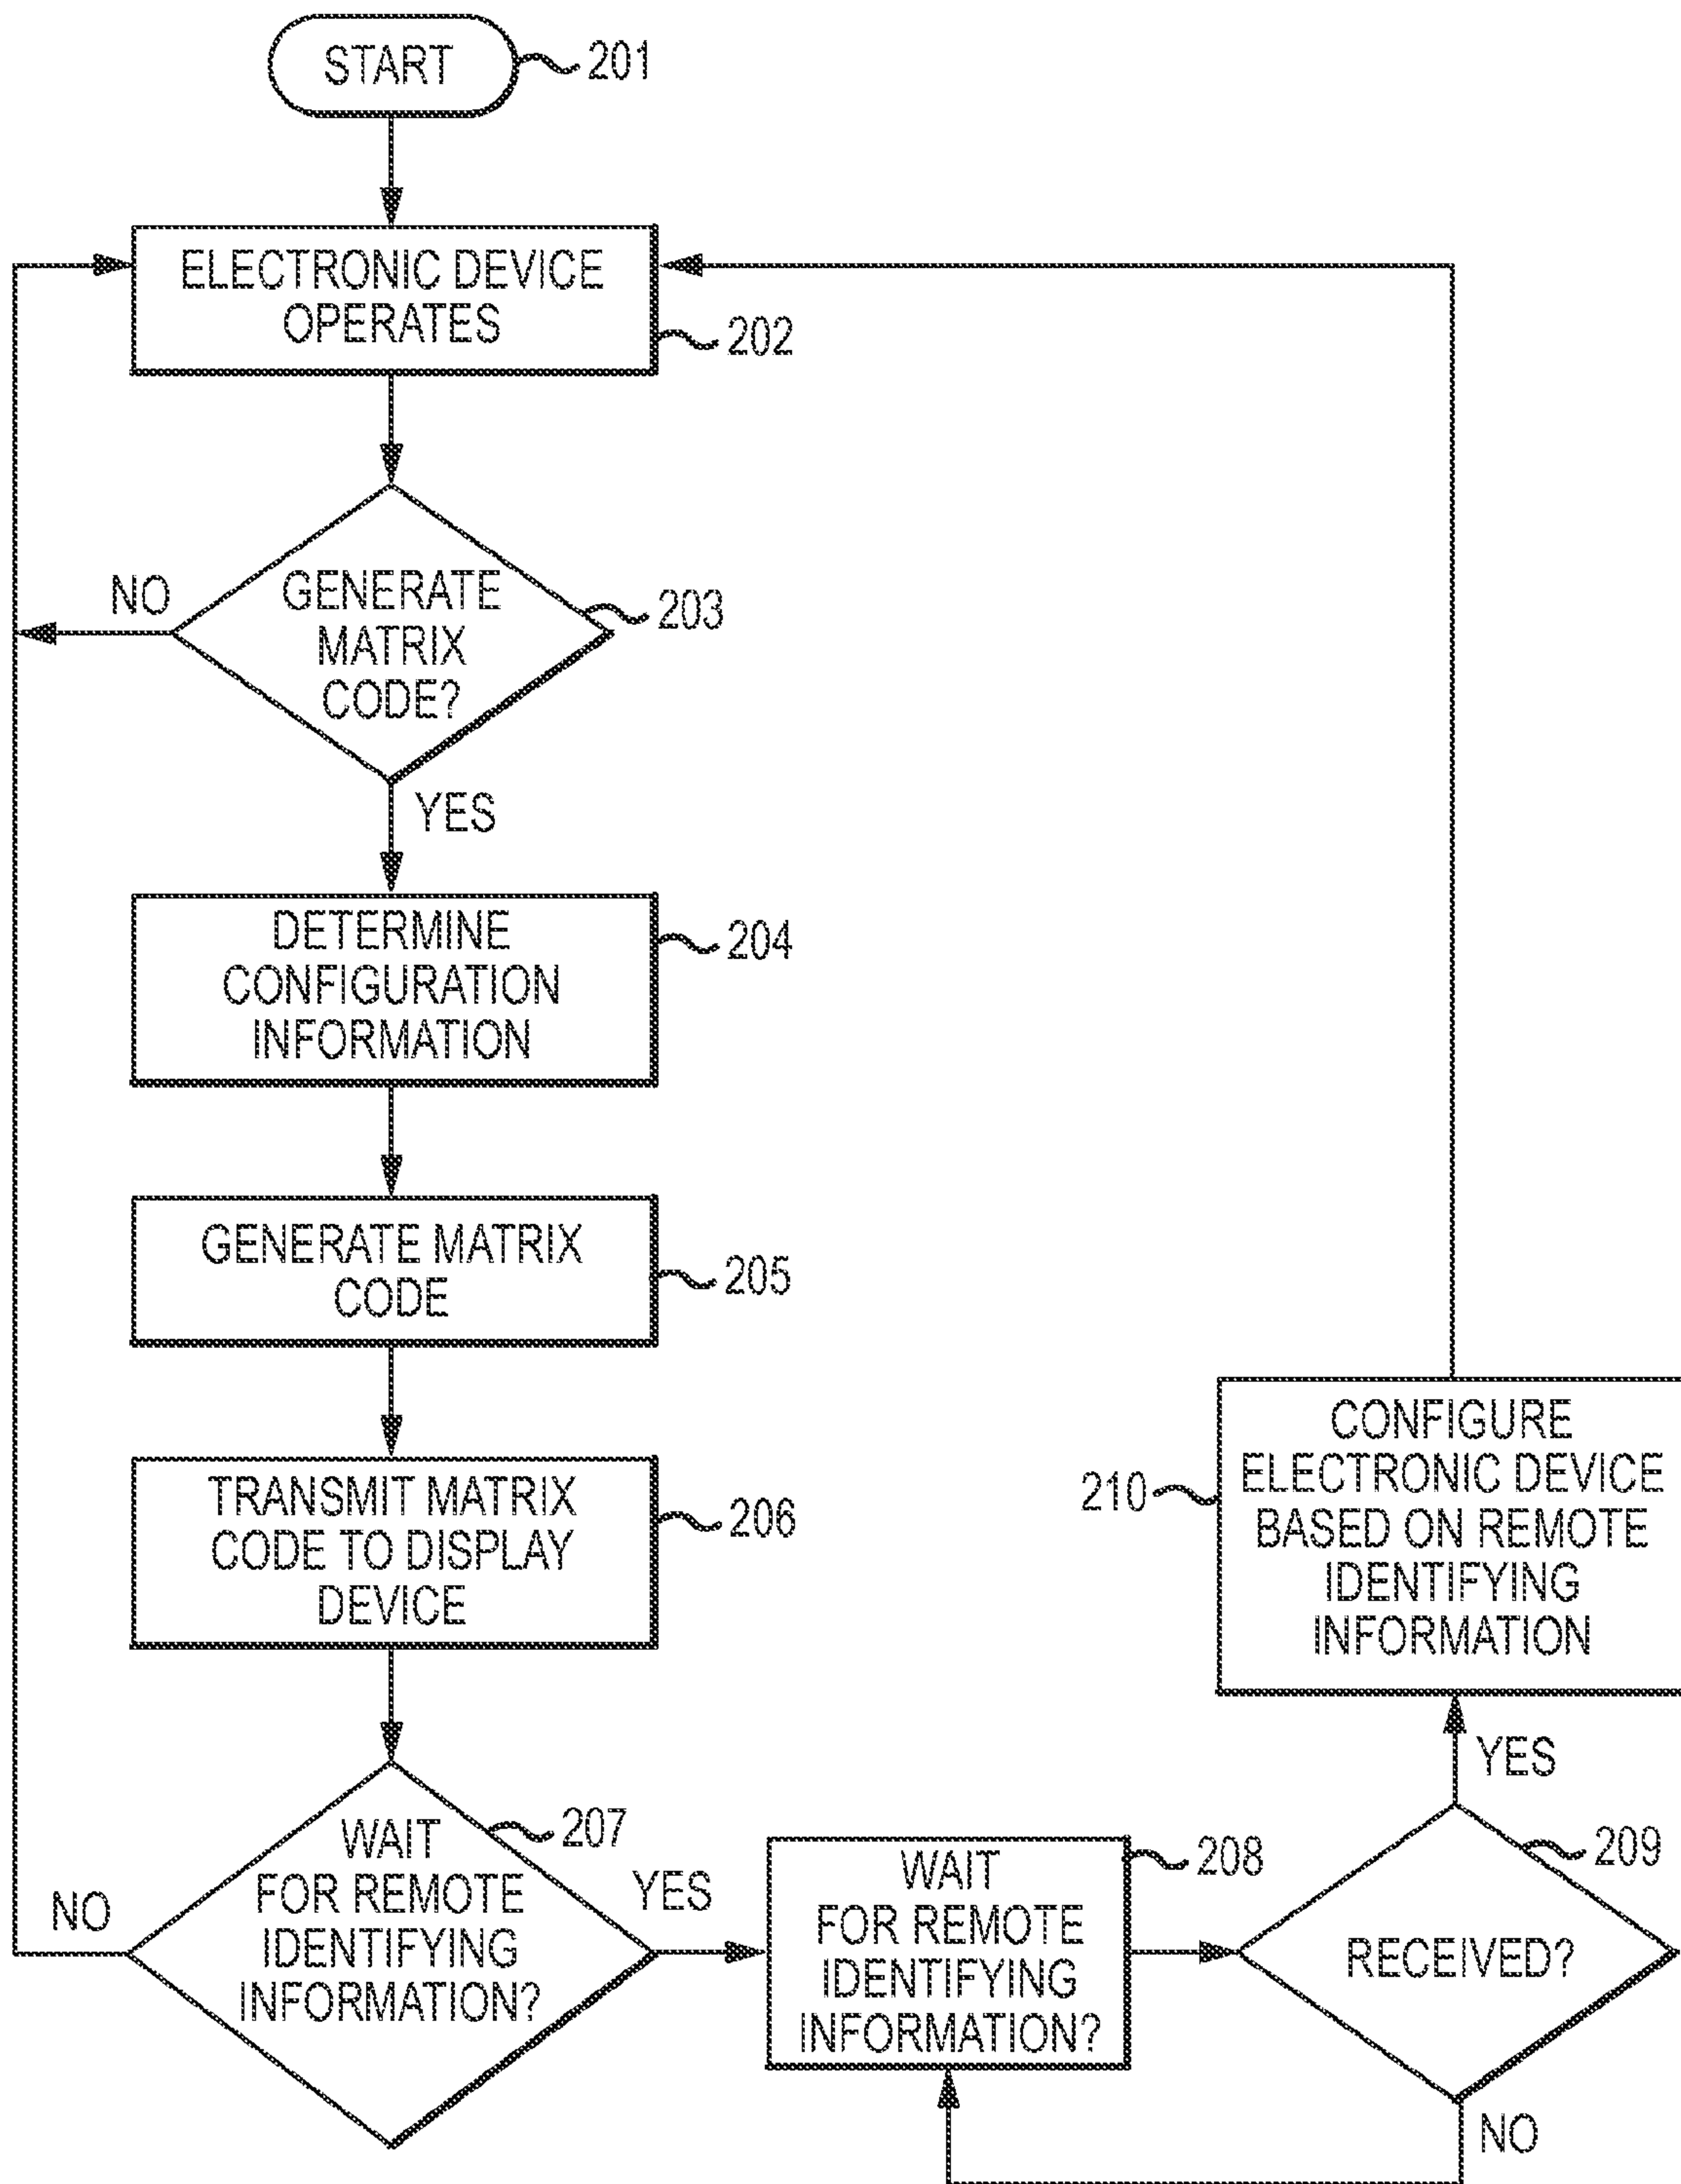 START
201
ELECTRONIC DEVICE
OPERATES
202
GENERATE
MATRIX
CODE?
203
NO
YES
DETERMINE
CONFIGURATION
INFORMATION
204
GENERATE MATRIX
CODE
205
TRANSMIT MATRIX
CODE TO DISPLAY
DEVICE
206
WAIT
FOR REMOTE
IDENTIFYING
INFORMATION?
207
NO
YES
WAIT
FOR REMOTE
IDENTIFYING
INFORMATION?
208
RECEIVED?
209
NO
YES
CONFIGURE
ELECTRONIC DEVICE
BASED ON REMOTE
IDENTIFYING
INFORMATION
210